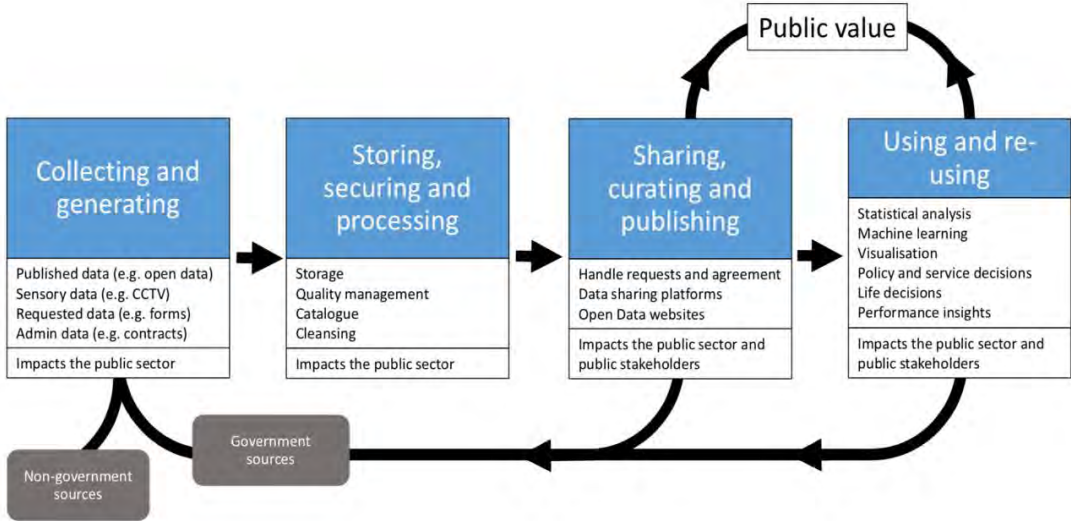 Public value
Collecting and
generating
Published data (e.g. open data)
Sensory data (e.g. CCTV)
Requested data (e.g. forms)
Admin data (e.g. contracts)
Impacts the public sector
Storing,
securing and
processing
Storage
Quality management
Catalogue
Cleansing
Impacts the public sector
Sharing,
curating and
publishing
Handle requests and agreement
Data sharing platforms
Open Data websites
Impacts the public sector and
public stakeholders
Using and re-
using
Statistical analysis
Machine learning
Visualisation
Policy and service decisions
Life decisions
Performance insights
Impacts the public sector and
public stakeholders
Government
sources
Non-government
sources